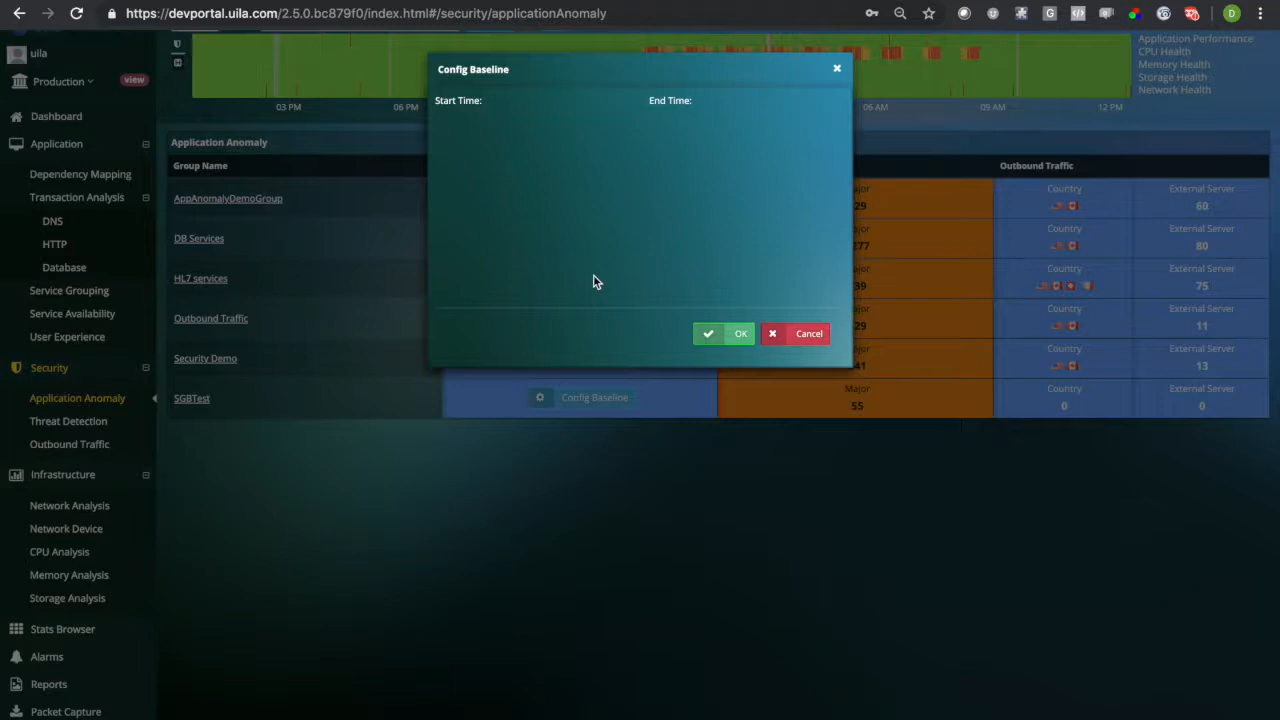 https://devportal.uila.com/2.5.0.bc879f0/index.html#/security/applicationAnomaly
D
uila
Production
view
Dashboard
Application
Dependency Mapping
Transaction Analysis
DNS
HTTP
Database
Service Grouping
Service Availability
User Experience
Security
Application Anomaly
Threat Detection
Outbound Traffic
Infrastructure
Network Analysis
Network Device
CPU Analysis
Memory Analysis
Storage Analysis
Stats Browser
Alarms
Reports
Packet Capture
Application Performance
CPU Health
Memory Health
Storage Health
Network Health
03 PM 06 PM 06 AM 09 AM 12 PM
Config Baseline
Start Time: End Time:
OK Cancel
Application Anomaly
Group Name Outbound Traffic
AppAnomalyDemoGroup Country External Server
29 60
DB Services Country External Server
80
HL7 services Country External Server
39 75
Outbound Traffic Country External Server
29 11
Security Demo Country External Server
41 13
SGBTest Config Baseline Major Country External Server
55 0 0